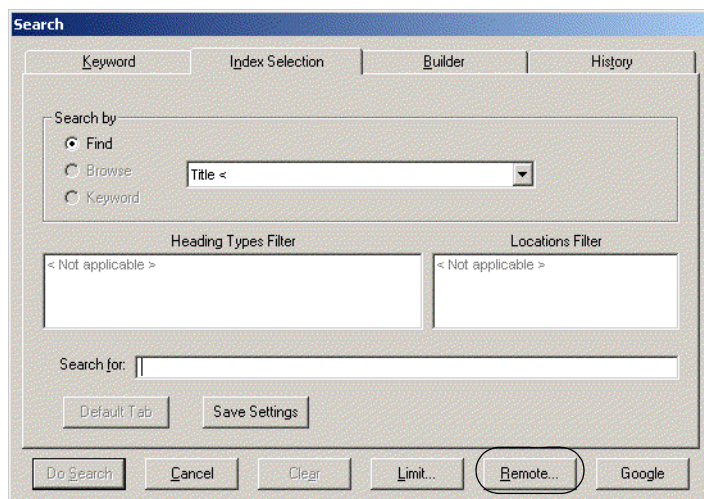 Search
Keyword Index Selection Builder History
Search by
Find
Browse
Title <
Keyword
Heading Types Filter Locations Filter
< Not applicable > < Not applicable >
Search for:
Default Tab Save Settings
Do Search Cancel Clear Limit... Remote... Google